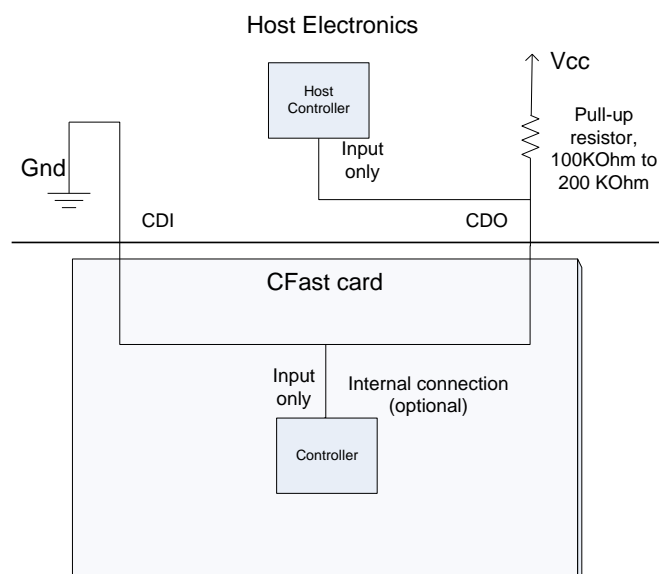 Host Electronics
Vcc
Host
Controller
Pull-up
resistor,
100KOhm to
200 KOhm
Input
only
Gnd
CDI
CDO
CFast card
Input
only
Internal connection
(optional)
Controller